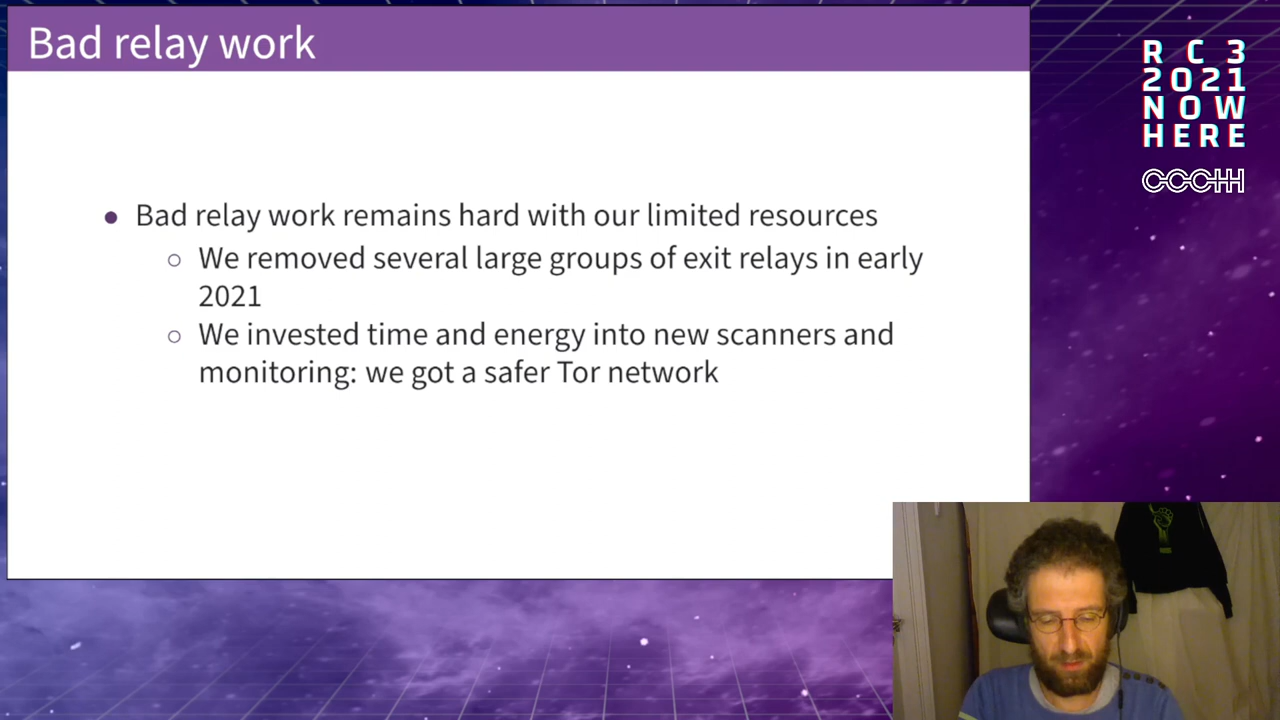 Bad relay work
● Bad relay work remains hard with our limited resources
○ We removed several large groups of exit relays in early
2021
○ We invested time and energy into new scanners and
monitoring: we got a safer Tor network
R C 3
2021
NOW
HERE
CCCHH